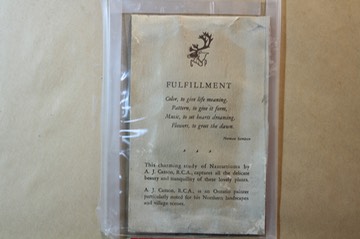 FULFILLMENT
Color, to give life meaning,
Pattern, to give it form,
Music, to set hearts dreaming,
Flowers, to greet the dawn.
This charming study of Nasturtiums by
A. J. Casson, R.C.A., captures all the delicate
beauty and tranquility of these lovely plants.
A. J. Casson, R.C.A., is an Ontario painter
particularly noted for his Northern landscapes
and village scenes.